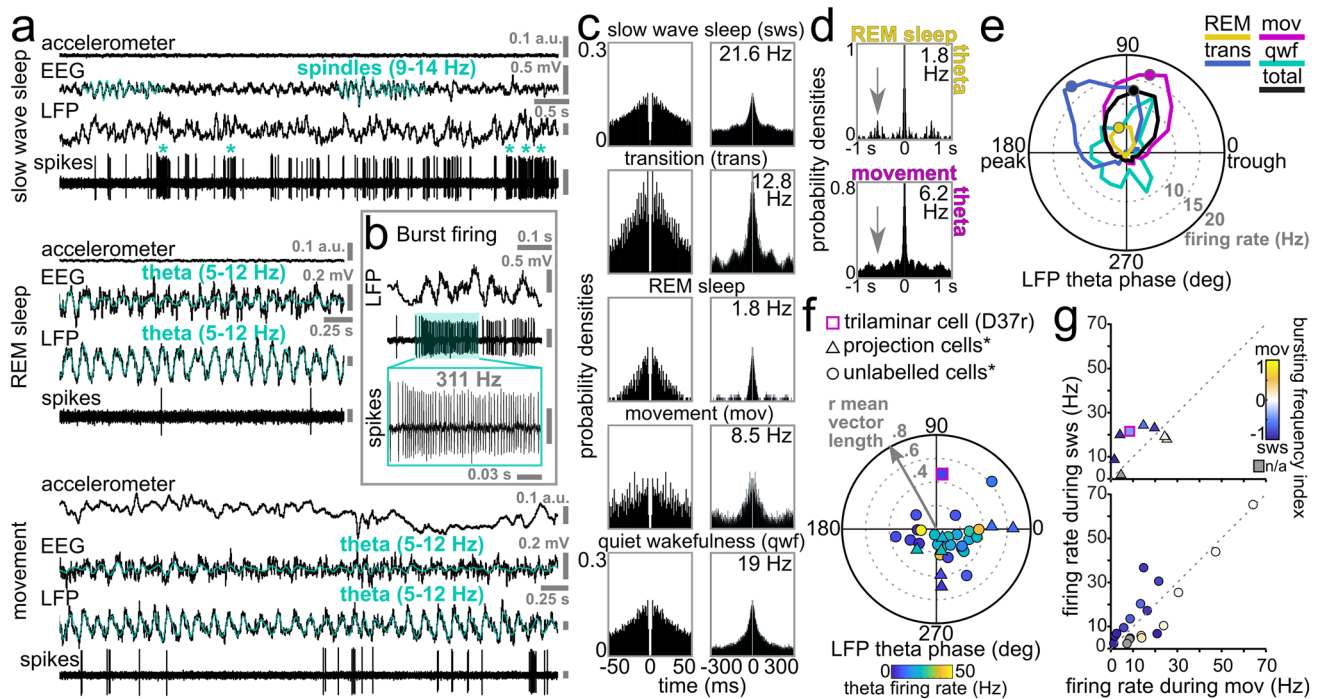 a
slow wave sleep
accelerometer
0.1 a.u.
EEG
spindles (9-14 Hz)
0.5 mV
0.5 s
LFP
* * * * *
spikes
REM sleep
accelerometer
0.1 a.u.
EEG
theta (5-12 Hz)
0.2 mV
0.25 s
LFP
theta (5-12 Hz)
spikes
movement
accelerometer
0.1 a.u.
EEG
theta (5-12 Hz)
0.2 mV
0.25 s
LFP
theta (5-12 Hz)
spikes
b
Burst firing
0.1 s
0.5 mV
LFP
311 Hz
spikes
0.03 s
c
probability densities
slow wave sleep (sws)
0.3
0
21.6 Hz
transition (trans)
12.8
Hz
REM sleep
1.8 Hz
movement (mov)
8.5 Hz
quiet wakefulness (qwf)
0.3
0
19 Hz
-50 0 50
-300 0 300
time (ms)
d
probability densities
REM sleep
theta
1
0
1.8
Hz
-1 s 0 1 s
movement
theta
0.8
0
6.2
Hz
-1 s 0 1 s
e
REM mov
trans qwf
total
90
180
peak
0
trough
10
15
20
firing rate (Hz)
270
LFP theta phase (deg)
f
trilaminar cell (D37r)
projection cells*
unlabelled cells*
r mean
vector
length
90
.8
.6
.4
180
0
270
LFP theta phase (deg)
0 50
theta firing rate (Hz)
g
firing rate during sws (Hz)
70
50
30
10
0
mov
1
0
-1
sws
n/a
bursting frequency index
70
50
30
10
0
0 10 30 50 70
firing rate during mov (Hz)